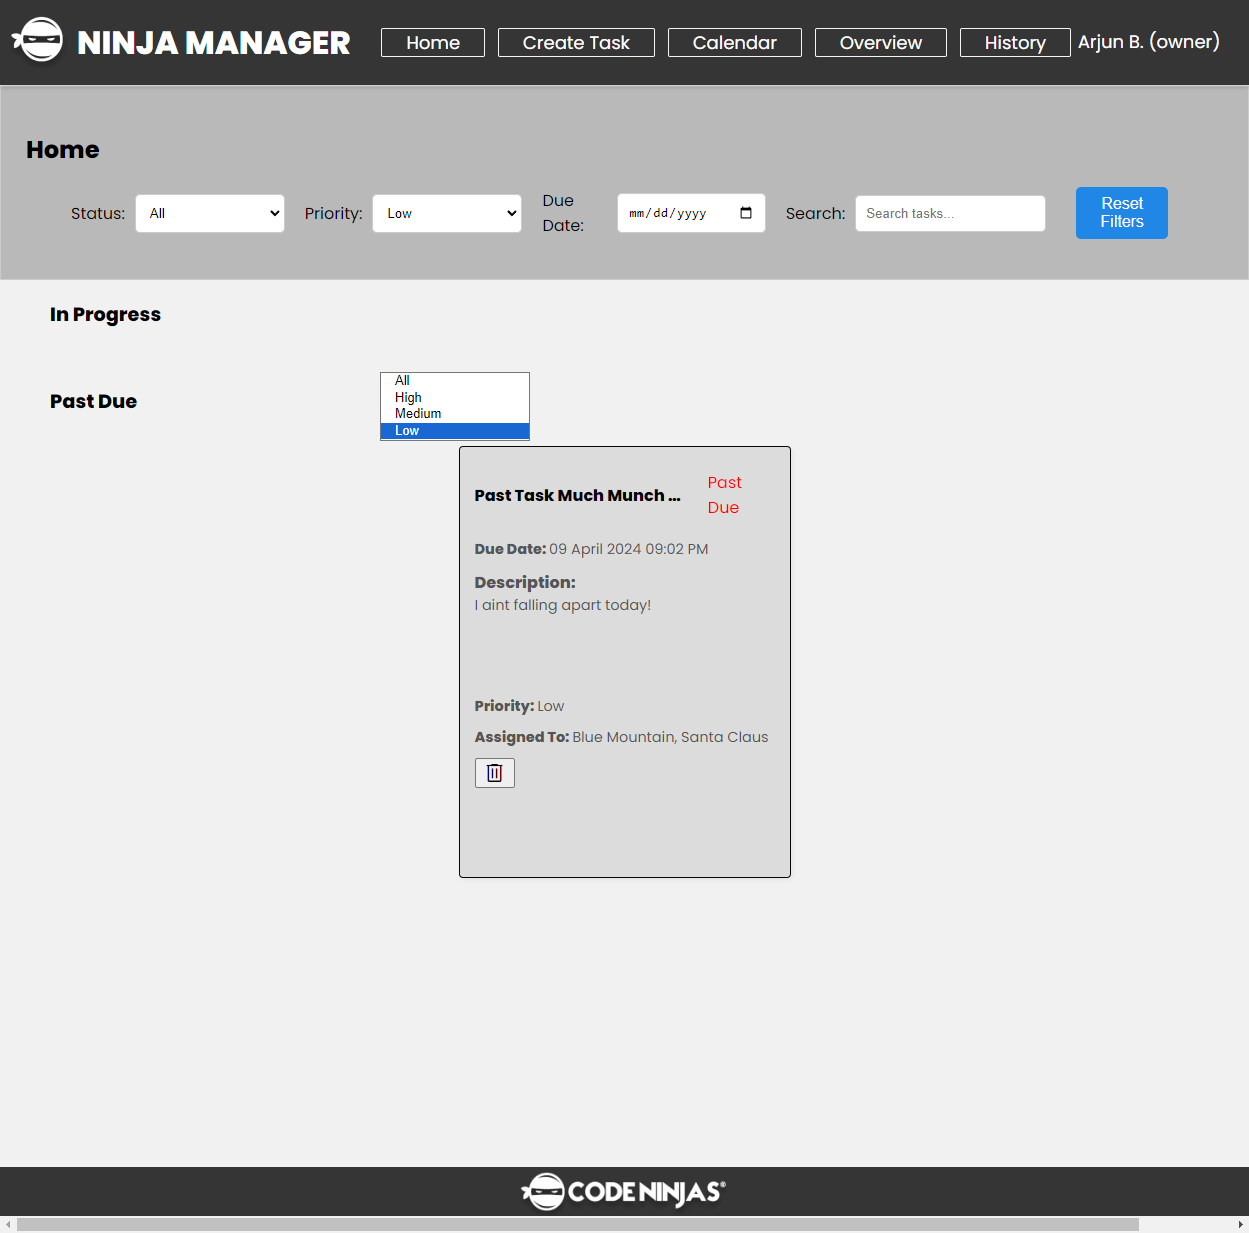 NINJA MANAGER
Home
Create Task
Calendar
Overview
History
Arjun B. (owner)
Home
Status:
All
Priority:
Low
Due
Date:
mm/dd/yyyy
Search:
Search tasks...
Reset
Filters
In Progress
Past Due
All
High
Medium
Low
Past Task Much Munch ...
Past
Due
Due Date: 09 April 2024 09:02 PM
Description:
I aint falling apart today!
Priority: Low
Assigned To: Blue Mountain, Santa Claus
CODE NINJAS®